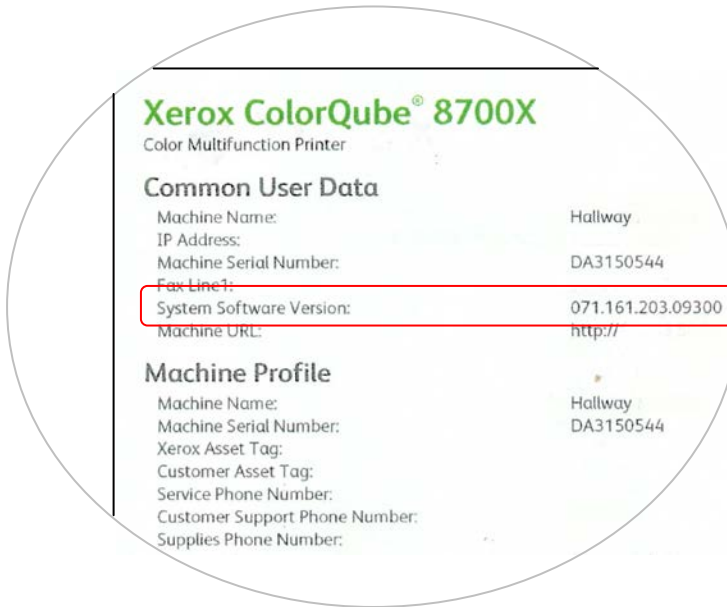 Xerox ColorQube® 8700X
Color Multifunction Printer
Common User Data
Machine Name: Hallway
IP Address:
Machine Serial Number: DA3150544
Fax Line1:
System Software Version: 071.161.203.09300
Machine URL: http://
Machine Profile
Machine Name: Hallway
Machine Serial Number: DA3150544
Xerox Asset Tag:
Customer Asset Tag:
Service Phone Number:
Customer Support Phone Number:
Supplies Phone Number: